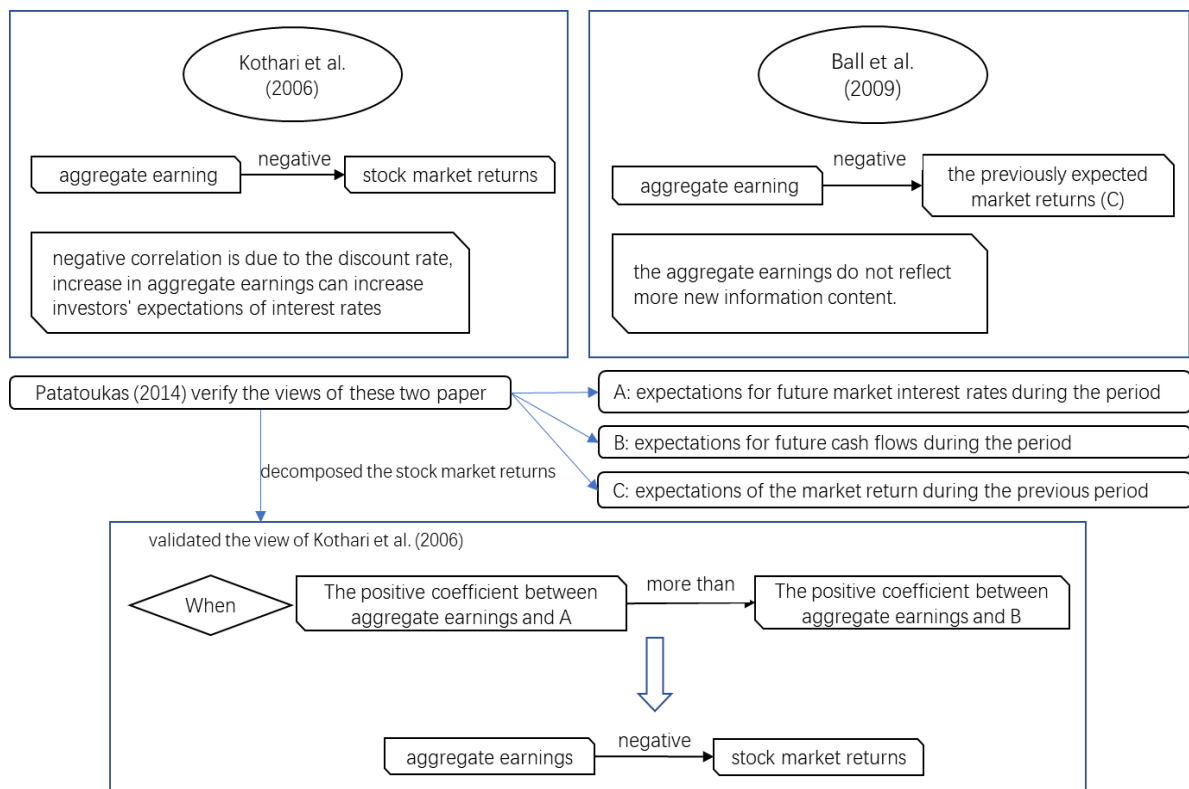 Kothari et al.
(2006)
aggregate earning
negative
stock market returns
negative correlation is due to the discount rate,
increase in aggregate earnings can increase
investors' expectations of interest rates
Ball et al.
(2009)
aggregate earning
negative
the previously expected
market returns (C)
the aggregate earnings do not reflect
more new information content.
Patatoukas (2014) verify the views of these two paper
A: expectations for future market interest rates during the period
B: expectations for future cash flows during the period
C: expectations of the market return during the previous period
decomposed the stock market returns
validated the view of Kothari et al. (2006)
When
The positive coefficient between
aggregate earnings and A
more than
The positive coefficient between
aggregate earnings and B
aggregate earnings
negative
stock market returns